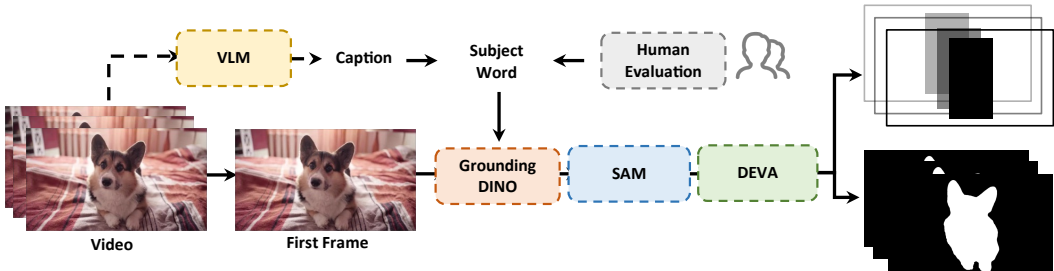 VLM
Caption
Subject
Word
Human
Evaluation
Grounding
DINO
SAM
DEVA
Video
First Frame